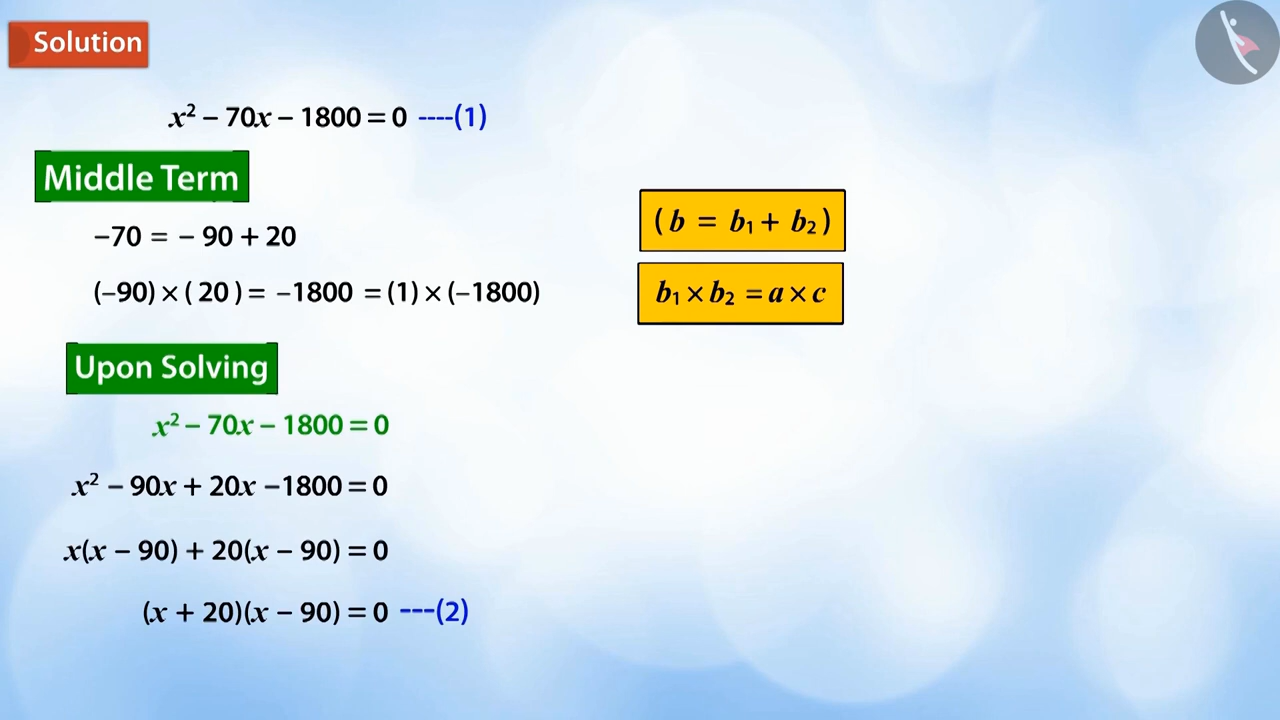 Solution
x² – 70x – 1800 = 0 ----(1)
Middle Term
–70 = – 90 + 20
(b = b₁ + b₂)
(–90) × ( 20 ) = –1800 = (1) × (–1800)
b₁ × b₂ = a × c
Upon Solving
x² – 70x – 1800 = 0
x² – 90x + 20x –1800 = 0
x(x – 90) + 20(x – 90) = 0
(x + 20)(x – 90) = 0 ---(2)